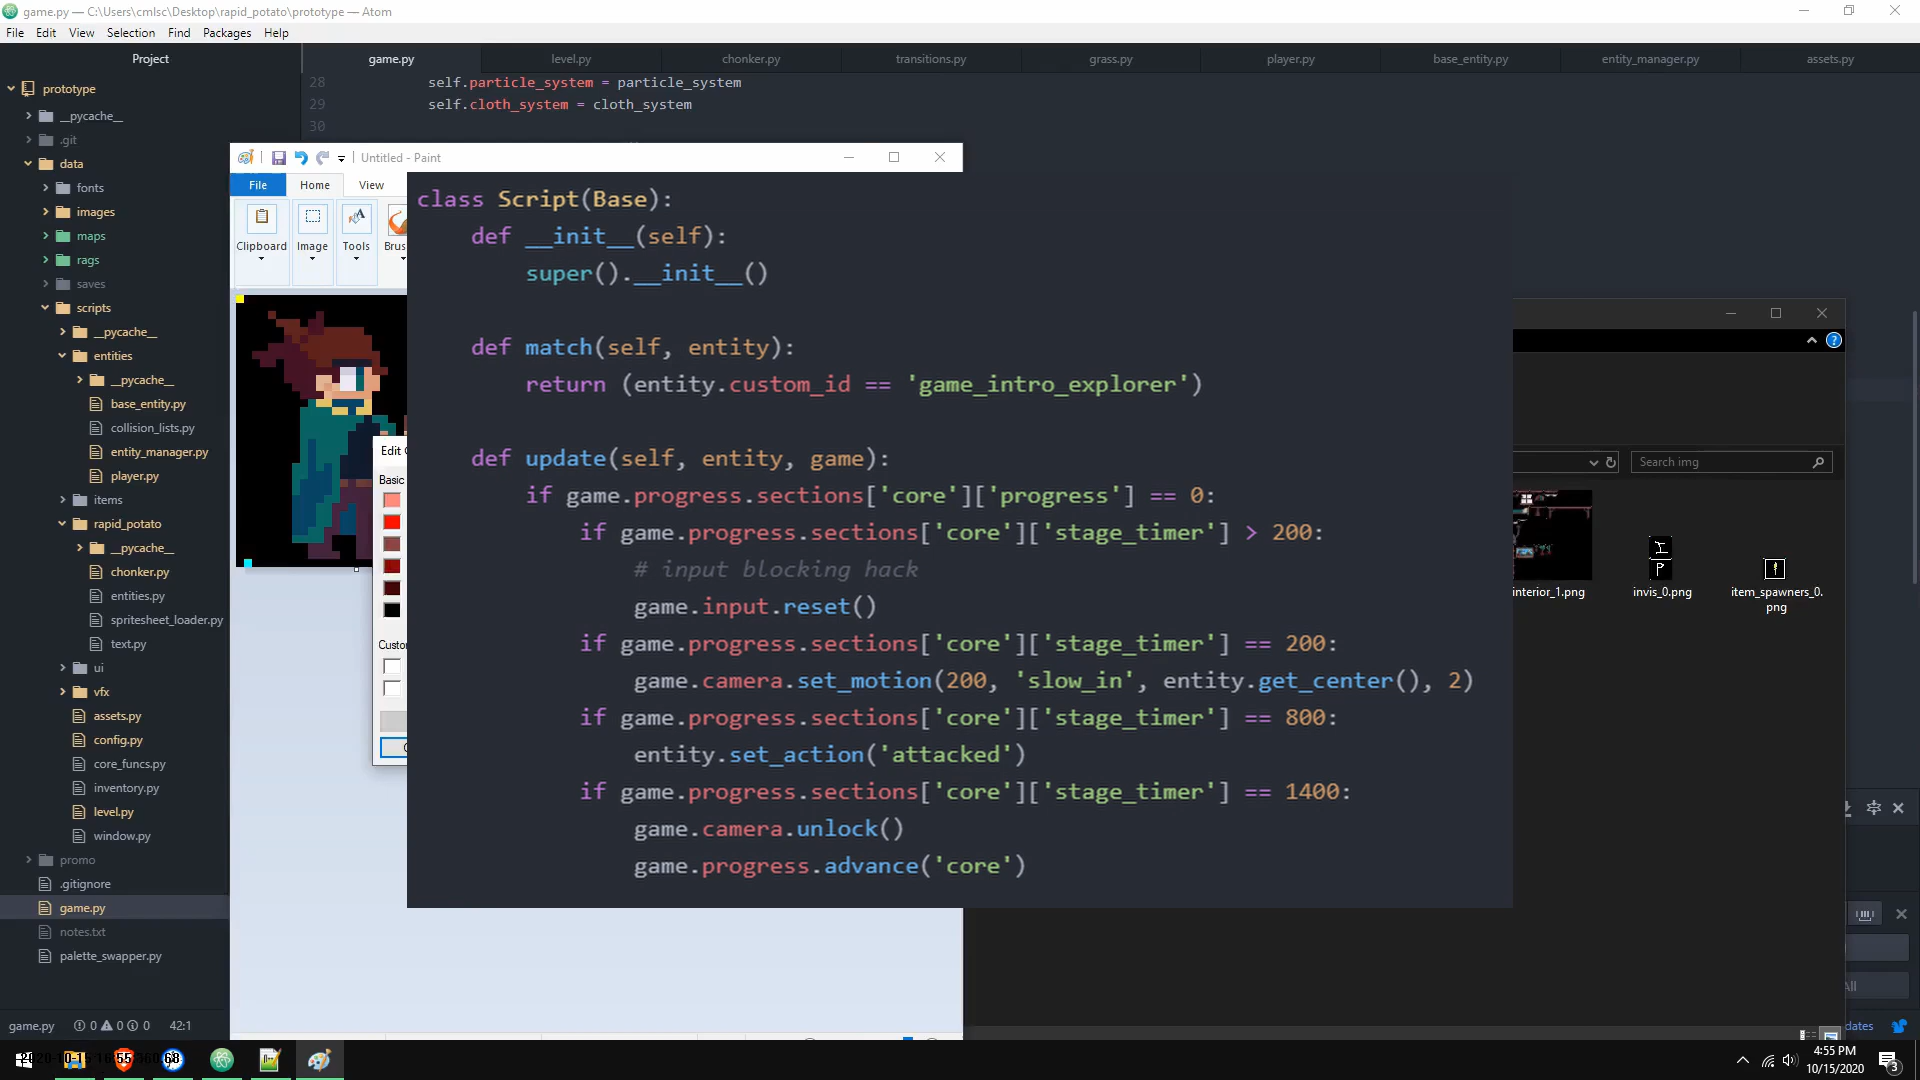 game.py — C:\Users\cmlsc\Desktop\rapid_potato\prototype — Atom
File Edit View Selection Find Packages Help
Project
game.py level.py chonker.py transitions.py grass.py player.py base_entity.py entity_manager.py assets.py
prototype
__pycache__
.git
data
fonts
images
maps
rags
saves
scripts
__pycache__
entities
__pycache__
base_entity.py
collision_lists.py
entity_manager.py
player.py
items
rapid_potato
__pycache__
chonker.py
entities.py
spritesheet_loader.py
text.py
ui
vfx
assets.py
config.py
core_funcs.py
inventory.py
level.py
window.py
promo
.gitignore
game.py
notes.txt
palette_swapper.py
28 self.particle_system = particle_system
29 self.cloth_system = cloth_system
30
Untitled - Paint
File Home View
Clipboard Image Tools
Edit
Basic
class Script(Base):
def __init__(self):
super().__init__()
def match(self, entity):
return (entity.custom_id == 'game_intro_explorer')
def update(self, entity, game):
if game.progress.sections['core']['progress'] == 0:
if game.progress.sections['core']['stage_timer'] > 200:
# input blocking hack
game.input.reset()
if game.progress.sections['core']['stage_timer'] == 200:
game.camera.set_motion(200, 'slow_in', entity.get_center(), 2)
if game.progress.sections['core']['stage_timer'] == 800:
entity.set_action('attacked')
if game.progress.sections['core']['stage_timer'] == 1400:
game.camera.unlock()
game.progress.advance('core')
Search img
interior_1.png
invis_0.png
item_spawners_0.
png
game.py 0 0 0 42:1
4:55 PM
10/15/2020
3